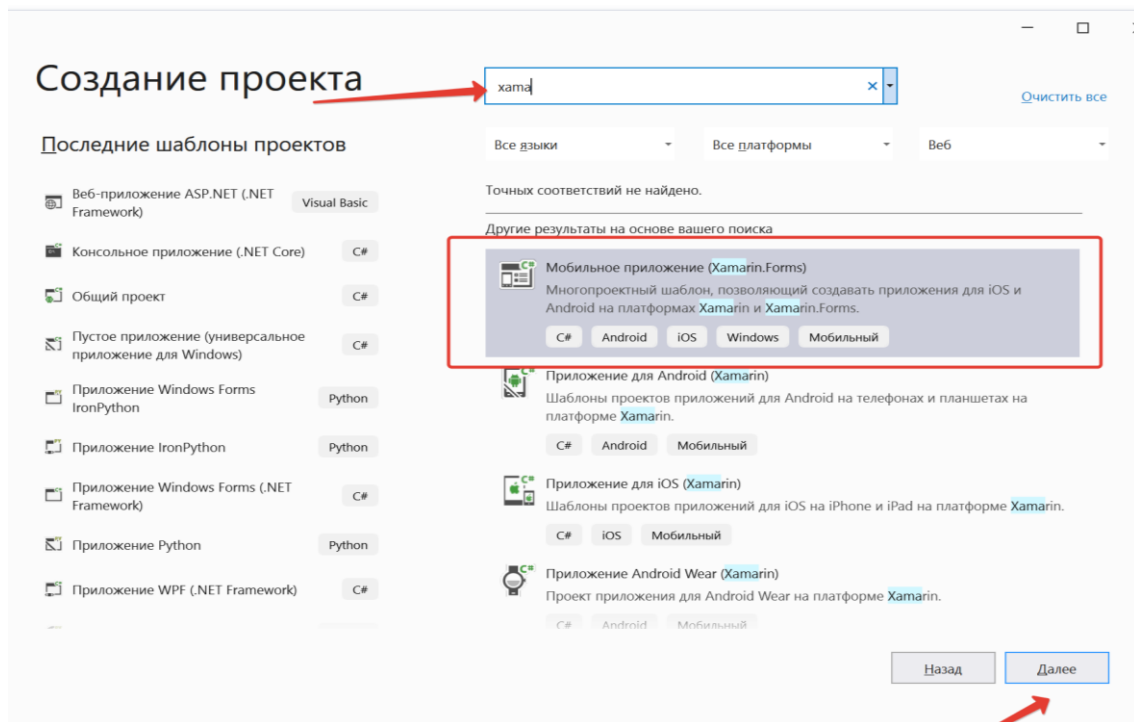 Создание проекта
xama
Очистить все
Последние шаблоны проектов
Все языки
Все платформы
Веб
Веб-приложение ASP.NET (.NET
Framework)
Visual Basic
Консольное приложение (.NET Core)
C#
Общий проект
C#
Пустое приложение (универсальное
приложение для Windows)
C#
Приложение Windows Forms
IronPython
Python
Приложение IronPython
Python
Приложение Windows Forms (.NET
Framework)
C#
Приложение Python
Python
Приложение WPF (.NET Framework)
C#
Точных соответствий не найдено.
Другие результаты на основе вашего поиска
Мобильное приложение (Xamarin.Forms)
Многопроектный шаблон, позволяющий создавать приложения для iOS и
Android на платформах Xamarin и Xamarin.Forms.
C# Android iOS Windows Мобильный
Приложение для Android (Xamarin)
Шаблоны проектов приложений для Android на телефонах и планшетах на
платформе Xamarin.
C# Android Мобильный
Приложение для iOS (Xamarin)
Шаблоны проектов приложений для iOS на iPhone и iPad на платформе Xamarin.
C# iOS Мобильный
Приложение Android Wear (Xamarin)
Проект приложения для Android Wear на платформе Xamarin.
C# Android Мобильный
Назад
Далее